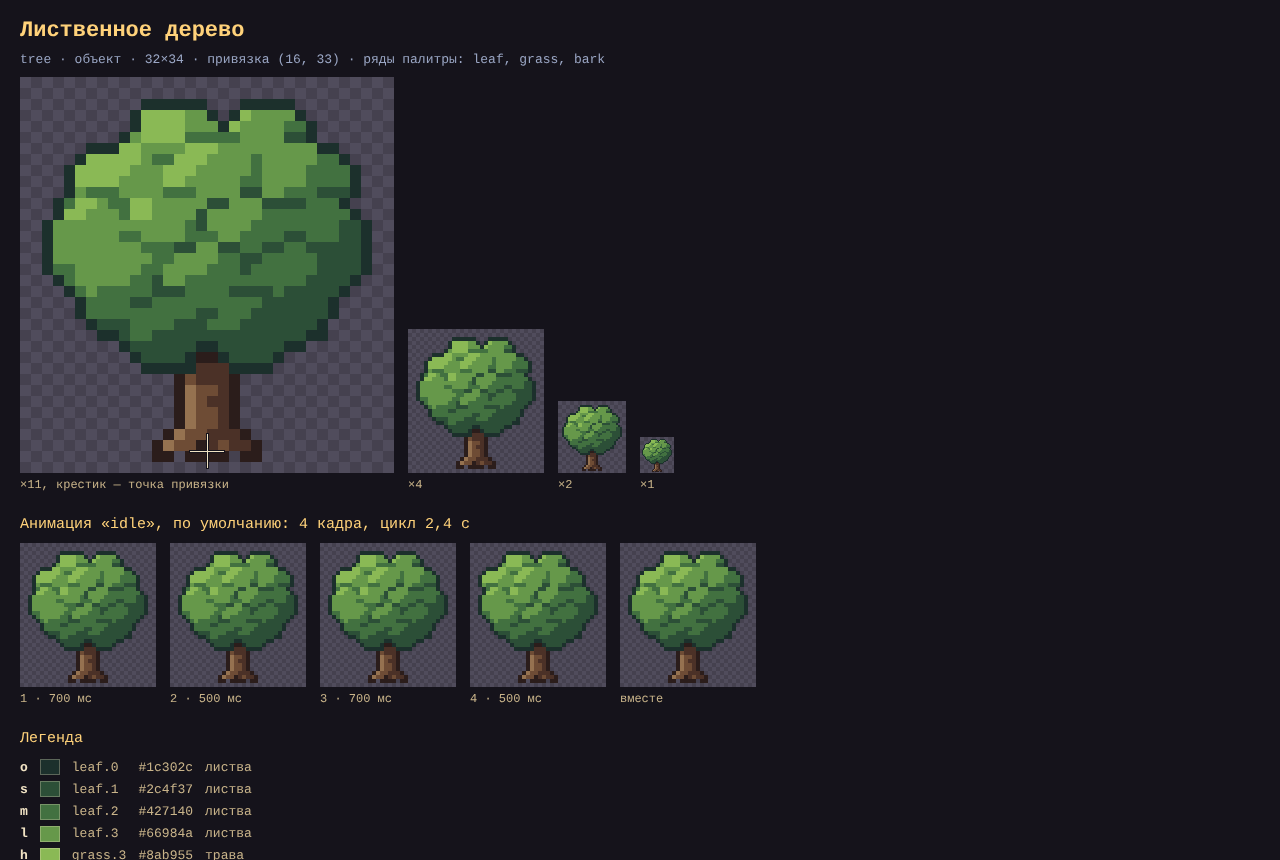 Лиственное дерево
tree · объект · 32×34 · привязка (16, 33) · ряды палитры: leaf, grass, bark
×11, крестик — точка привязки
×4
×2
×1
Анимация «idle», по умолчанию: 4 кадра, цикл 2,4 с
1 · 700 мс
2 · 500 мс
3 · 700 мс
4 · 500 мс
вместе
Легенда
o leaf.0 #1c302c листва
s leaf.1 #2c4f37 листва
m leaf.2 #427140 листва
l leaf.3 #66984a листва
h grass.3 #8ab955 трава